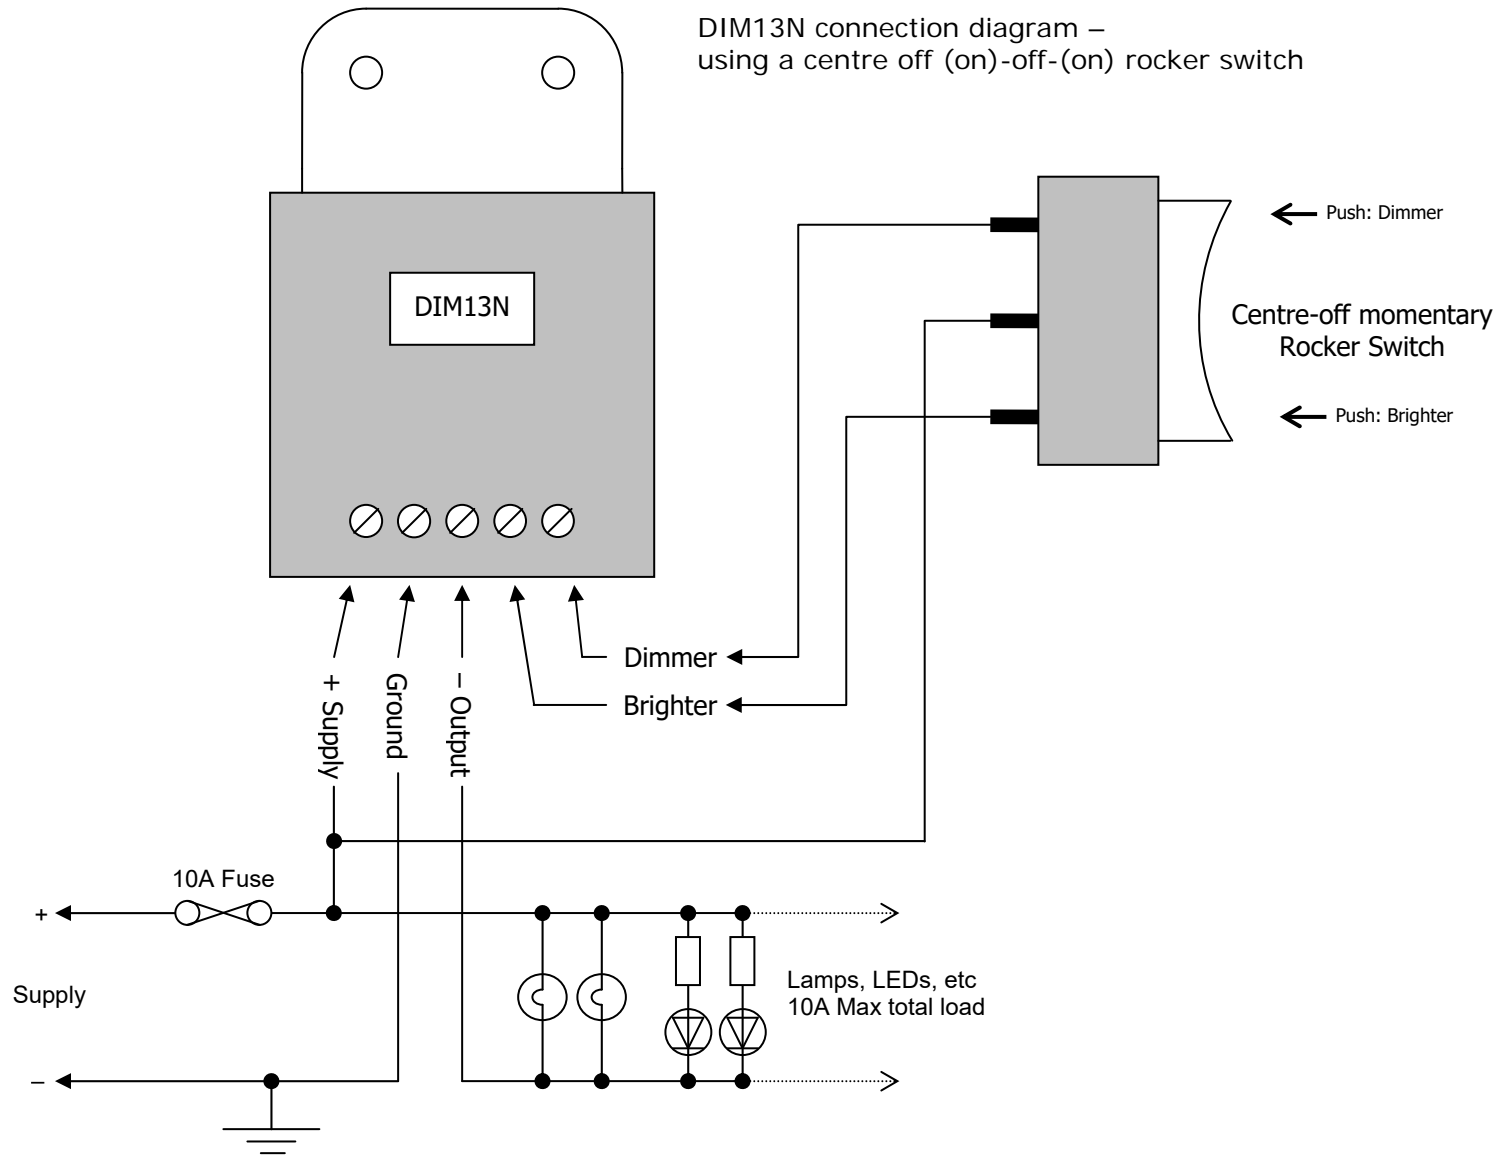 DIM13N connection diagram –
using a centre off (on)-off-(on) rocker switch
Push: Dimmer
DIM13N
Centre-off momentary
Rocker Switch
Push: Brighter
Dimmer
Brighter
+ Supply
Ground
– Output
10A Fuse
+
Supply
Lamps, LEDs, etc
10A Max total load
–